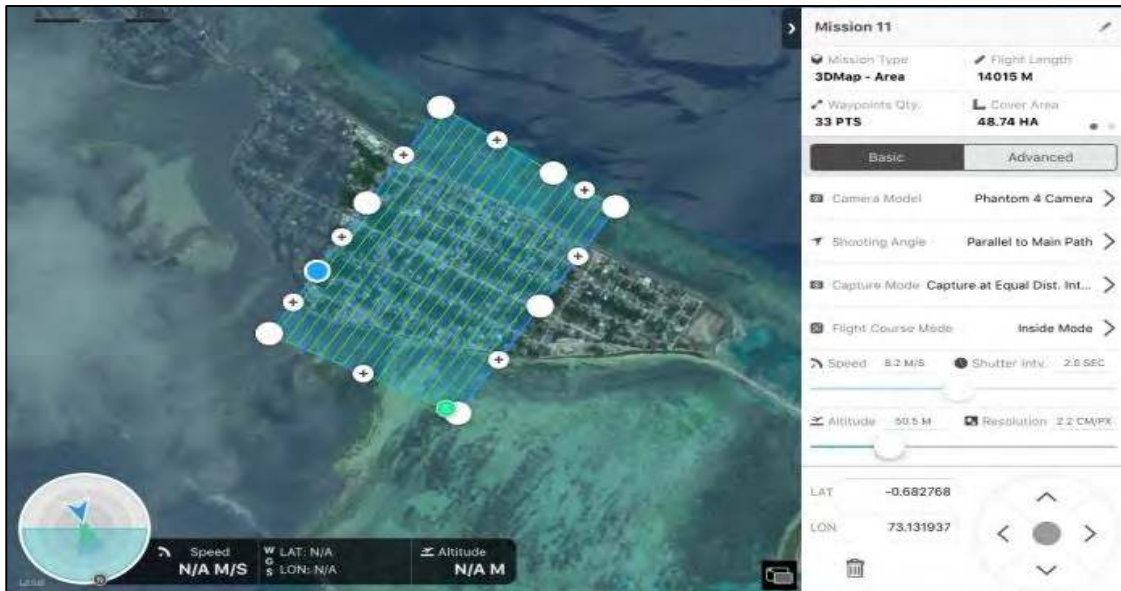 Mission 11
Mission Type
Flight Length
3DMap - Area
14015 M
Waypoints Qty.
Cover Area
33 PTS
48.74 HA
Basic
Advanced
Camera Model
Phantom 4 Camera
Shooting Angle
Parallel to Main Path
Capture Mode
Capture at Equal Dist. Int...
Flight Course Mode
Inside Mode
Speed
8.2 M/S
Shutter Intv.
2.0 SEC
Altitude
50.5 M
Resolution
2.2 CM/PX
LAT
-0.682768
LON
73.131937
Speed
N/A M/S
WGS
LAT: N/A
LON: N/A
Altitude
N/A M
Legal
N